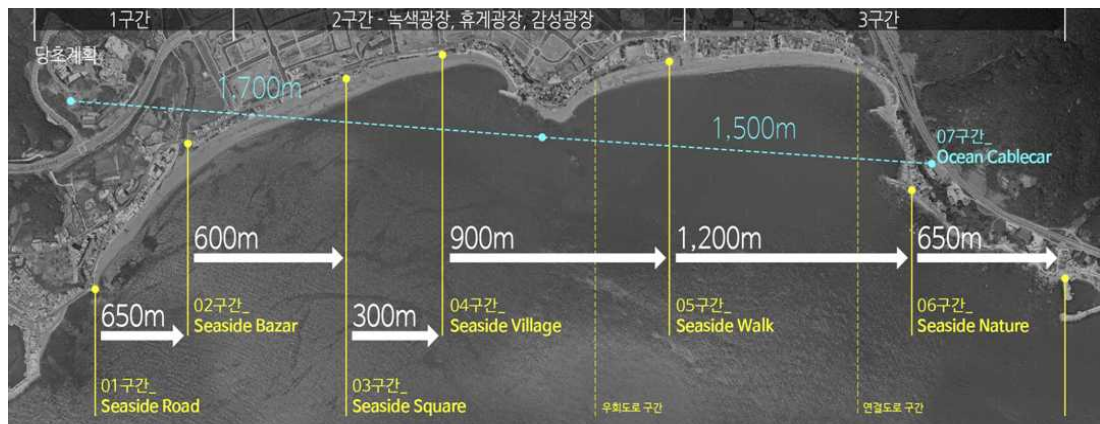 1구간
2구간 - 녹색광장, 휴게광장, 감성광장
3구간
당초계획
1,700m
1,500m
07구간_
Ocean Cablecar
600m
900m
1,200m
650m
650m
02구간_
Seaside Bazar
300m
04구간_
Seaside Village
05구간_
Seaside Walk
06구간_
Seaside Nature
01구간_
Seaside Road
03구간_
Seaside Square
우회도로 구간
연결도로 구간